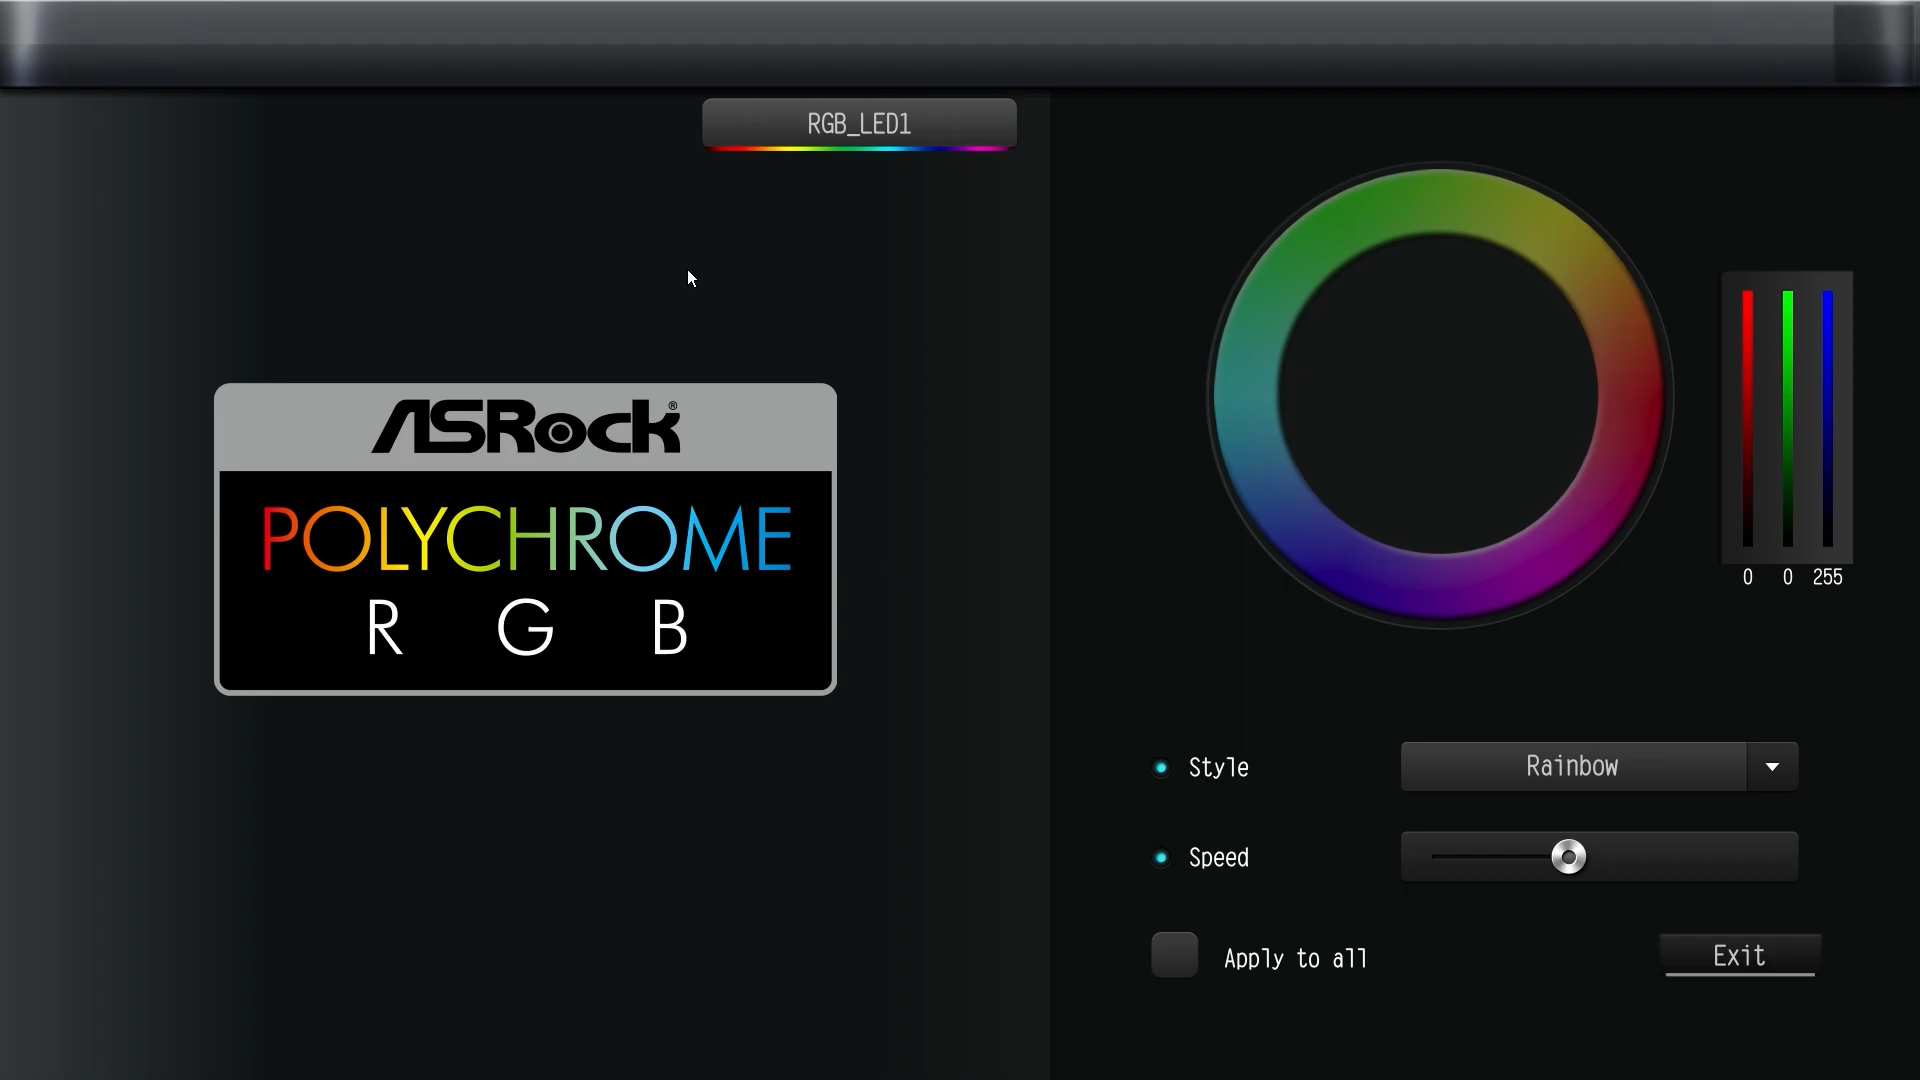 RGB_LED1
ASRock®
POLYCHROME
R G B
0 0 255
Style
Rainbow
Speed
Apply to all
Exit